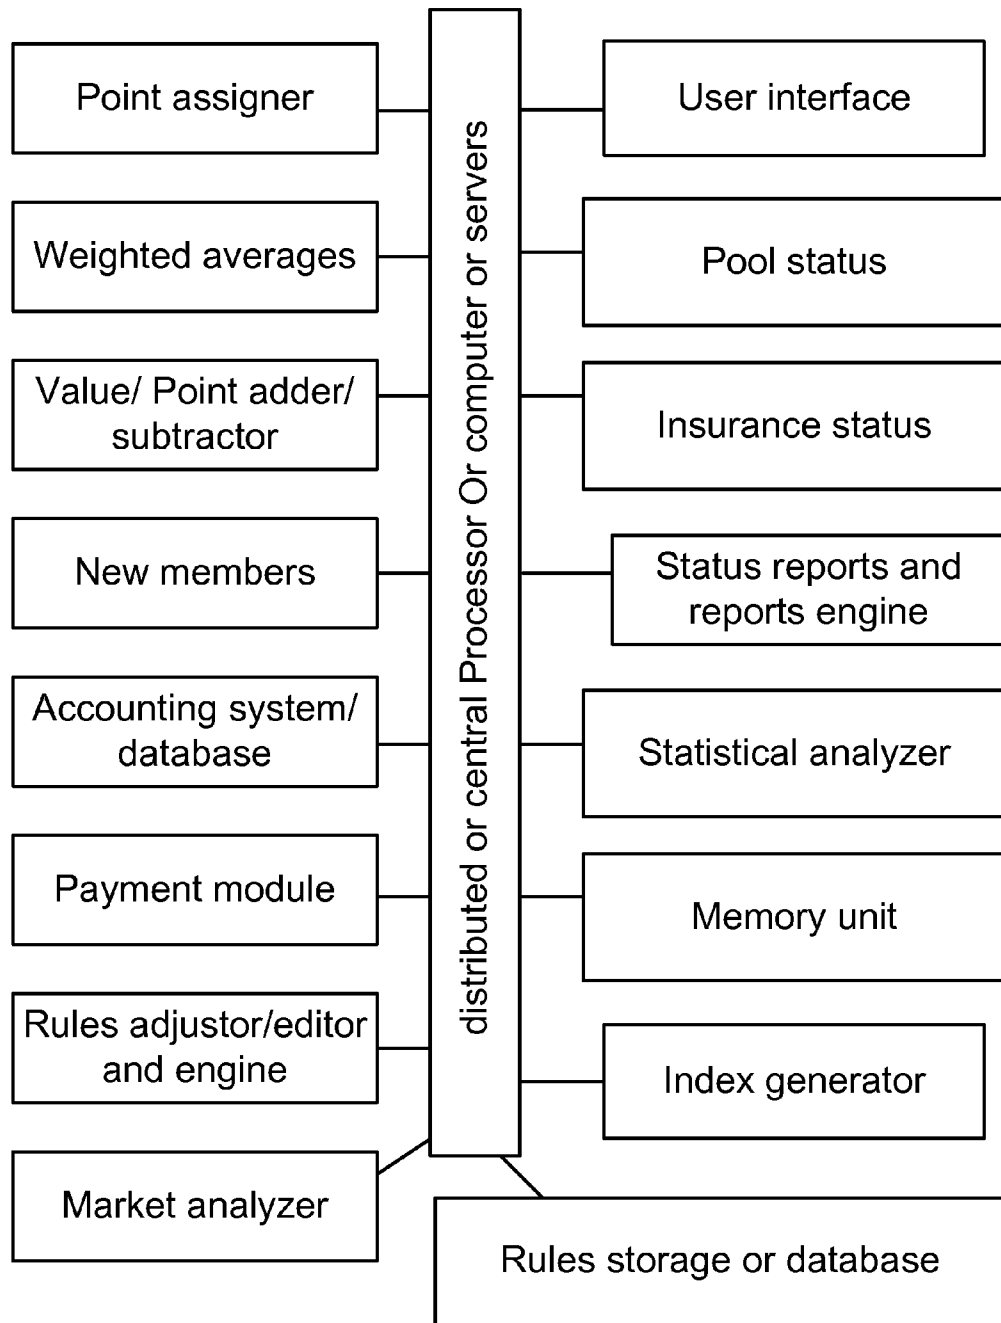 Point assigner
Weighted averages
Value/ Point adder/
subtractor
New members
Accounting system/
database
Payment module
Rules adjustor/editor
and engine
Market analyzer
distributed or central Processor Or computer or servers
User interface
Pool status
Insurance status
Status reports and
reports engine
Statistical analyzer
Memory unit
Index generator
Rules storage or database